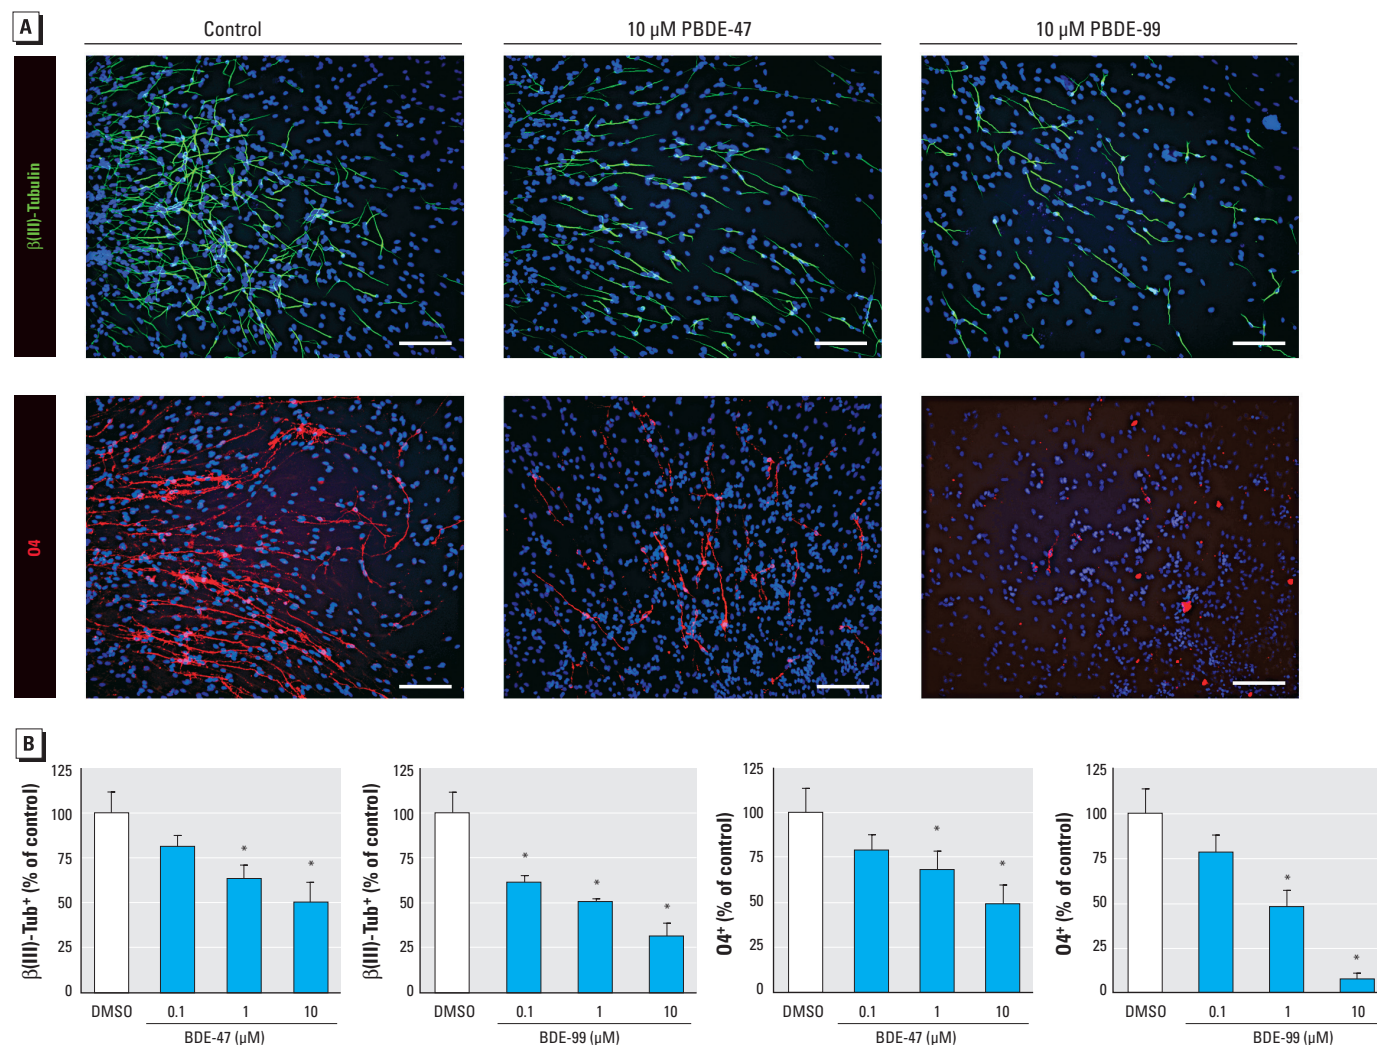 A
Control
10 µM PBDE-47
10 µM PBDE-99
β(III)-Tubulin
O4
B
β(III)-Tub⁺ (% of control)
125
100
75
50
25
0
*
*
DMSO
0.1
1
10
BDE-47 (µM)
β(III)-Tub⁺ (% of control)
125
100
75
50
25
0
*
*
*
DMSO
0.1
1
10
BDE-99 (µM)
O4⁺ (% of control)
125
100
75
50
25
0
*
*
DMSO
0.1
1
10
BDE-47 (µM)
O4⁺ (% of control)
125
100
75
50
25
0
*
*
DMSO
0.1
1
10
BDE-99 (µM)